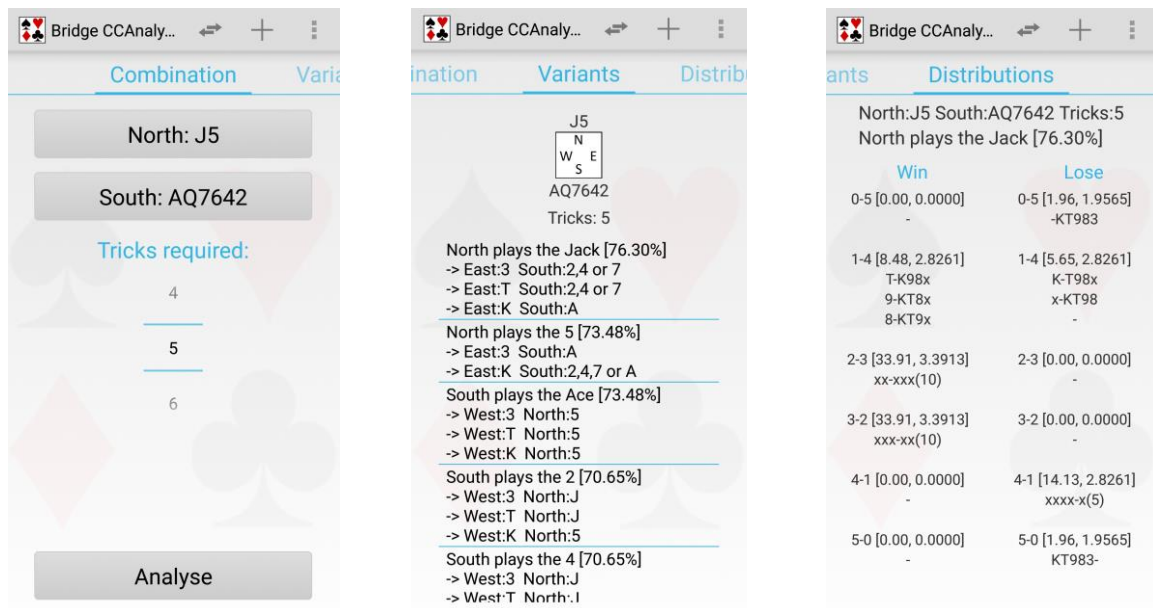 Bridge CCAnaly...
Combination Varia
North: J5
South: AQ7642
Tricks required:
4
5
6
Analyse
Bridge CCAnaly...
ination Variants Distrib
J5
N
W E
S
AQ7642
Tricks: 5
North plays the Jack [76.30%]
-> East:3 South:2,4 or 7
-> East:T South:2,4 or 7
-> East:K South:A
North plays the 5 [73.48%]
-> East:3 South:A
-> East:K South:2,4,7 or A
South plays the Ace [73.48%]
-> West:3 North:5
-> West:T North:5
-> West:K North:5
South plays the 2 [70.65%]
-> West:3 North:J
-> West:T North:J
-> West:K North:5
South plays the 4 [70.65%]
-> West:3 North:J
-> West:T North:J
Bridge CCAnaly...
ants Distributions
North:J5 South:AQ7642 Tricks:5
North plays the Jack [76.30%]
Win Lose
0-5 [0.00, 0.0000] 0-5 [1.96, 1.9565]
- -KT983
1-4 [8.48, 2.8261] 1-4 [5.65, 2.8261]
T-K98x K-T98x
9-KT8x x-KT98
8-KT9x -
2-3 [33.91, 3.3913] 2-3 [0.00, 0.0000]
xx-xxx(10) -
3-2 [33.91, 3.3913] 3-2 [0.00, 0.0000]
xxx-xx(10) -
4-1 [0.00, 0.0000] 4-1 [14.13, 2.8261]
- xxxx-x(5)
5-0 [0.00, 0.0000] 5-0 [1.96, 1.9565]
- KT983-